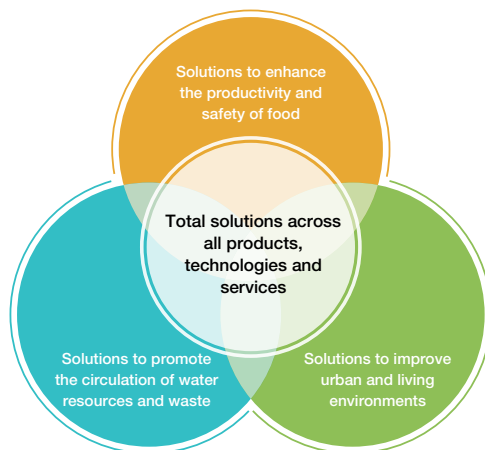 Solutions to enhance
the productivity and
safety of food
Total solutions across
all products,
technologies and
services
Solutions to promote
the circulation of water
resources and waste
Solutions to improve
urban and living
environments